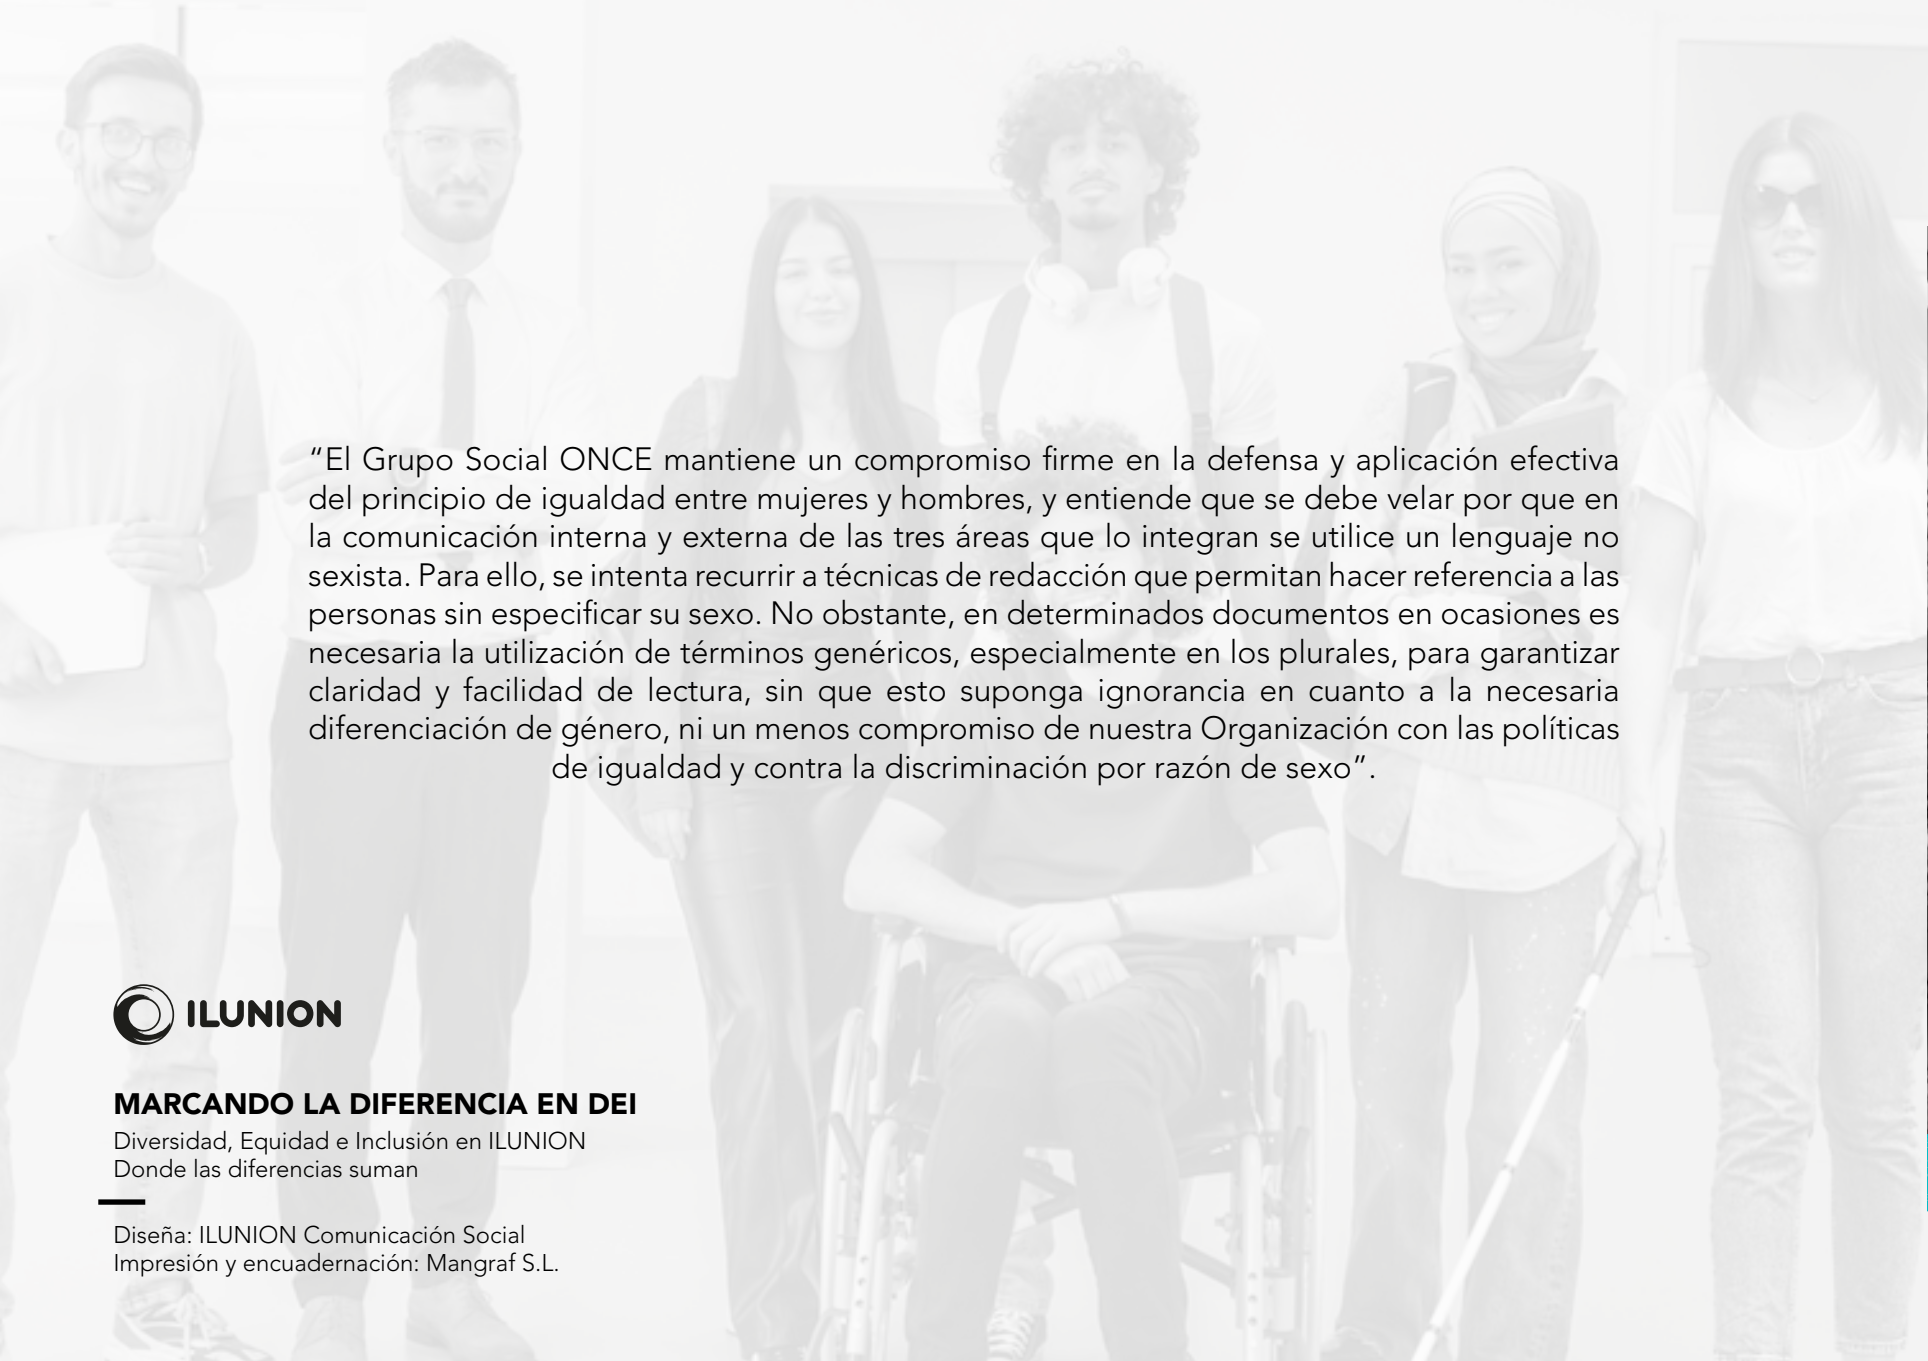 “El Grupo Social ONCE mantiene un compromiso firme en la defensa y aplicación efectiva
del principio de igualdad entre mujeres y hombres, y entiende que se debe velar por que en
la comunicación interna y externa de las tres áreas que lo integran se utilice un lenguaje no
sexista. Para ello, se intenta recurrir a técnicas de redacción que permitan hacer referencia a las
personas sin especificar su sexo. No obstante, en determinados documentos en ocasiones es
necesaria la utilización de términos genéricos, especialmente en los plurales, para garantizar
claridad y facilidad de lectura, sin que esto suponga ignorancia en cuanto a la necesaria
diferenciación de género, ni un menos compromiso de nuestra Organización con las políticas
de igualdad y contra la discriminación por razón de sexo”.
ILUNION
MARCANDO LA DIFERENCIA EN DEI
Diversidad, Equidad e Inclusión en ILUNION
Donde las diferencias suman
Diseña: ILUNION Comunicación Social
Impresión y encuadernación: Mangraf S.L.